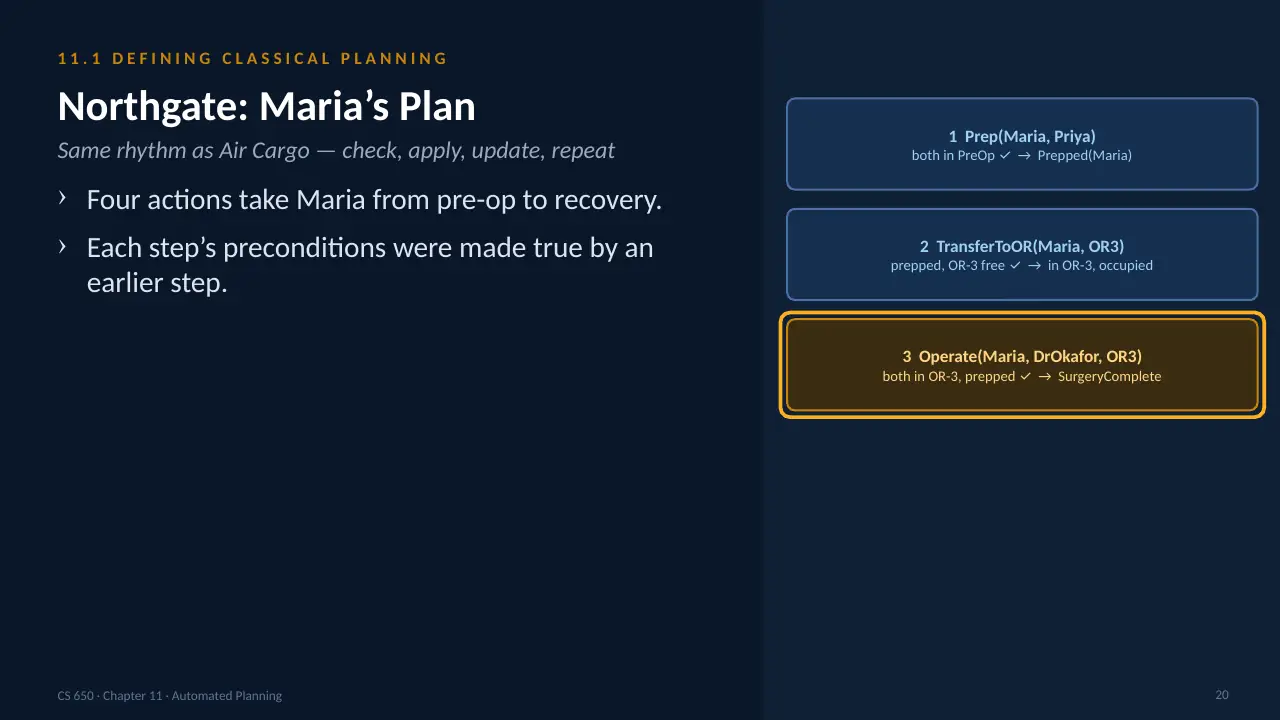 11.1 DEFINING CLASSICAL PLANNING
Northgate: Maria’s Plan
Same rhythm as Air Cargo — check, apply, update, repeat
› Four actions take Maria from pre-op to recovery.
› Each step’s preconditions were made true by an
earlier step.
1 Prep(Maria, Priya)
both in PreOp ✓ → Prepped(Maria)
2 TransferToOR(Maria, OR3)
prepped, OR-3 free ✓ → in OR-3, occupied
3 Operate(Maria, DrOkafor, OR3)
both in OR-3, prepped ✓ → SurgeryComplete
CS 650 · Chapter 11 · Automated Planning
20